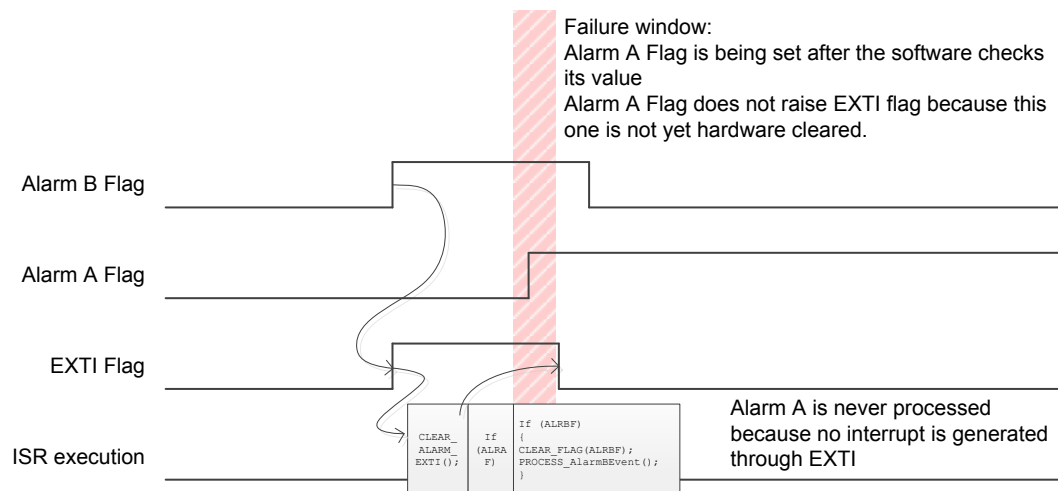 Failure window:
Alarm A Flag is being set after the software checks
its value
Alarm A Flag does not raise EXTI flag because this
one is not yet hardware cleared.
Alarm B Flag
Alarm A Flag
EXTI Flag
ISR execution
CLEAR_
ALARM_
EXTI();
If
(ALRA
F)
If (ALRBF)
{
CLEAR_FLAG(ALRBF);
PROCESS_AlarmBEvent();
}
Alarm A is never processed
because no interrupt is generated
through EXTI